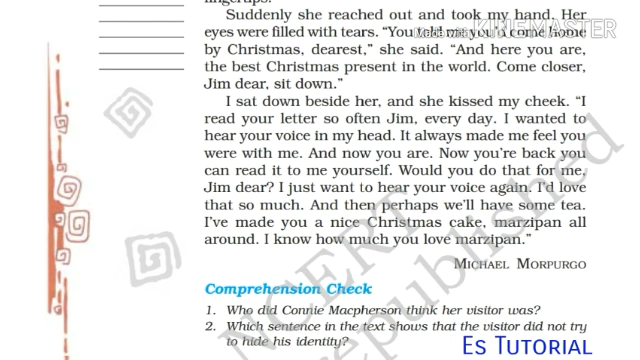 fingertips.
Suddenly she reached out and took my hand. Her
eyes were filled with tears. “You told me you’d come home
by Christmas, dearest,” she said. “And here you are,
the best Christmas present in the world. Come closer,
Jim dear, sit down.”
I sat down beside her, and she kissed my cheek. “I
read your letter so often Jim, every day. I wanted to
hear your voice in my head. It always made me feel you
were with me. And now you are. Now you’re back you
can read it to me yourself. Would you do that for me,
Jim dear? I just want to hear your voice again. I’d love
that so much. And then perhaps we’ll have some tea.
I’ve made you a nice Christmas cake, marzipan all
around. I know how much you love marzipan.”
MICHAEL MORPURGO
Comprehension Check
1. Who did Connie Macpherson think her visitor was?
2. Which sentence in the text shows that the visitor did not try
to hide his identity?
KINEMASTER
NCERT
republished
Es Tutorial